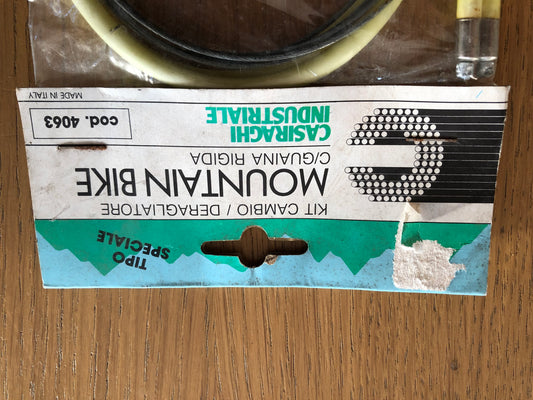 TIPO
SPECIALE
KIT CAMBIO / DERAGLIATORE
MOUNTAIN BIKE
C/GUAINA RIGIDA
CASIRAGHI
INDUSTRIALE
cod. 4063
MADE IN ITALY